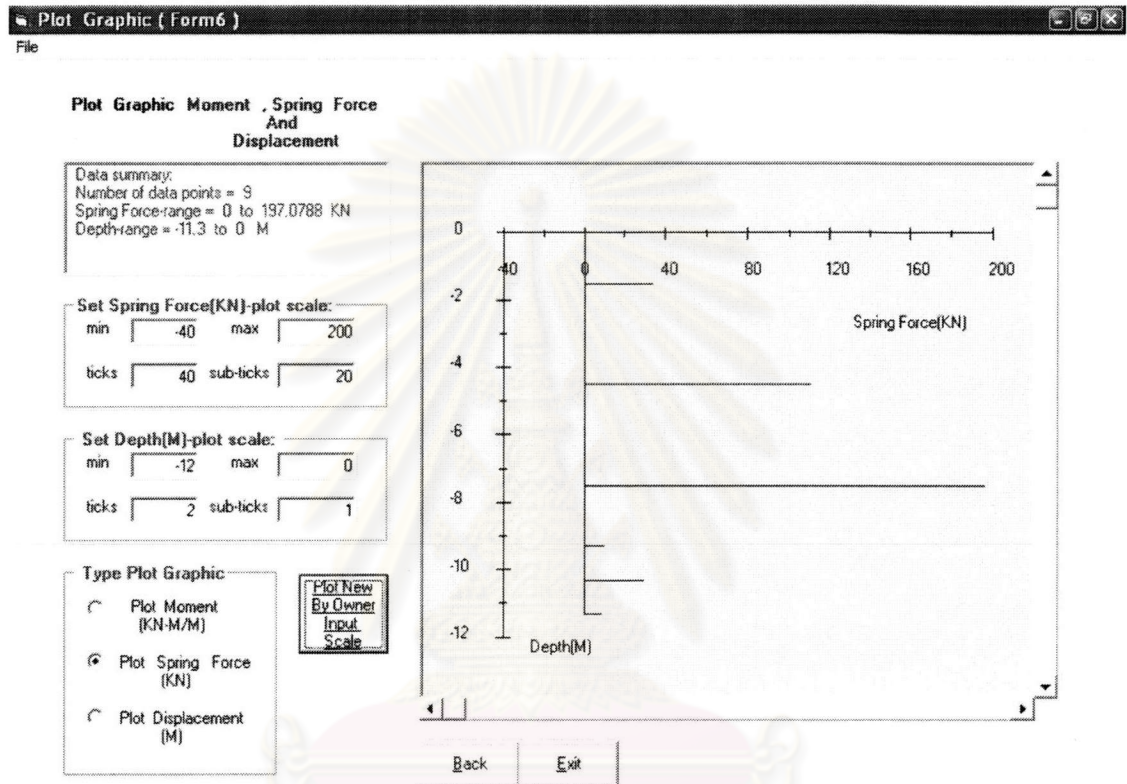 Plot Graphic ( Form6 )
File
Plot Graphic Moment , Spring Force
And
Displacement
Data summary:
Number of data points = 9
Spring Force-range = 0 to 197.0788 KN
Depth-range = -11.3 to 0 M
Set Spring Force(KN)-plot scale:
min -40 max 200
ticks 40 sub-ticks 20
Set Depth(M)-plot scale:
min -12 max 0
ticks 2 sub-ticks 1
Type Plot Graphic
Plot Moment
(KN-M/M)
Plot Spring Force
(KN)
Plot Displacement
(M)
Plot New
By Owner
Input
Scale
0
-40 0 40 80 120 160 200
-2
Spring Force(KN)
-4
-6
-8
-10
-12
Depth(M)
Back Exit